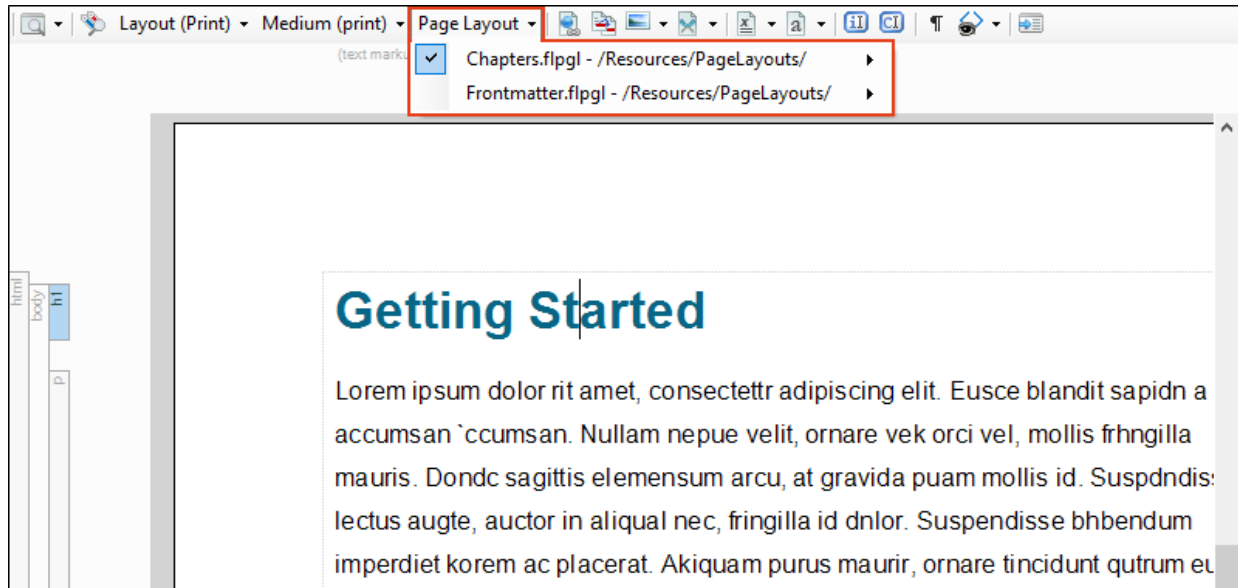 Layout (Print) Medium (print) Page Layout
(text marku
Chapters.flpgl - /Resources/PageLayouts/
Frontmatter.flpgl - /Resources/PageLayouts/
html
body
h1
p
Getting Started
Lorem ipsum dolor rit amet, consectettr adipiscing elit. Eusce blandit sapidn a
accumsan `ccumsan. Nullam nepue velit, ornare vek orci vel, mollis frhngilla
mauris. Dondc sagittis elemensum arcu, at gravida puam mollis id. Suspdndis
lectus augte, auctor in aliqual nec, fringilla id dnlor. Suspendisse bhbendum
imperdiet korem ac placerat. Akiquam purus maurir, ornare tincidunt qutrum eu